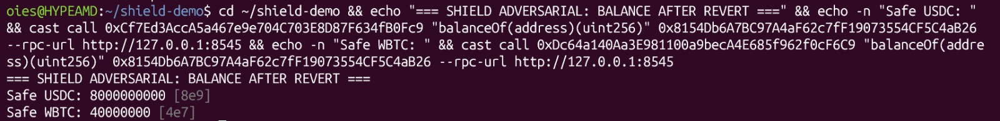 oies@HYPEAMD:~/shield-demo$ cd ~/shield-demo && echo "=== SHIELD ADVERSARIAL: BALANCE AFTER REVERT ===" && echo -n "Safe USDC: "
&& cast call 0xCf7Ed3AccA5a467e9e704C703E8D87F634fB0Fc9 "balanceOf(address)(uint256)" 0x8154Db6A7BC97A4aF62c7fF19073554CF5C4aB26
--rpc-url http://127.0.0.1:8545 && echo -n "Safe WBTC: " && cast call 0xDc64a140Aa3E981100a9becA4E685f962f0cF6C9 "balanceOf(addre
ss)(uint256)" 0x8154Db6A7BC97A4aF62c7fF19073554CF5C4aB26 --rpc-url http://127.0.0.1:8545
=== SHIELD ADVERSARIAL: BALANCE AFTER REVERT ===
Safe USDC: 8000000000 [8e9]
Safe WBTC: 40000000 [4e7]